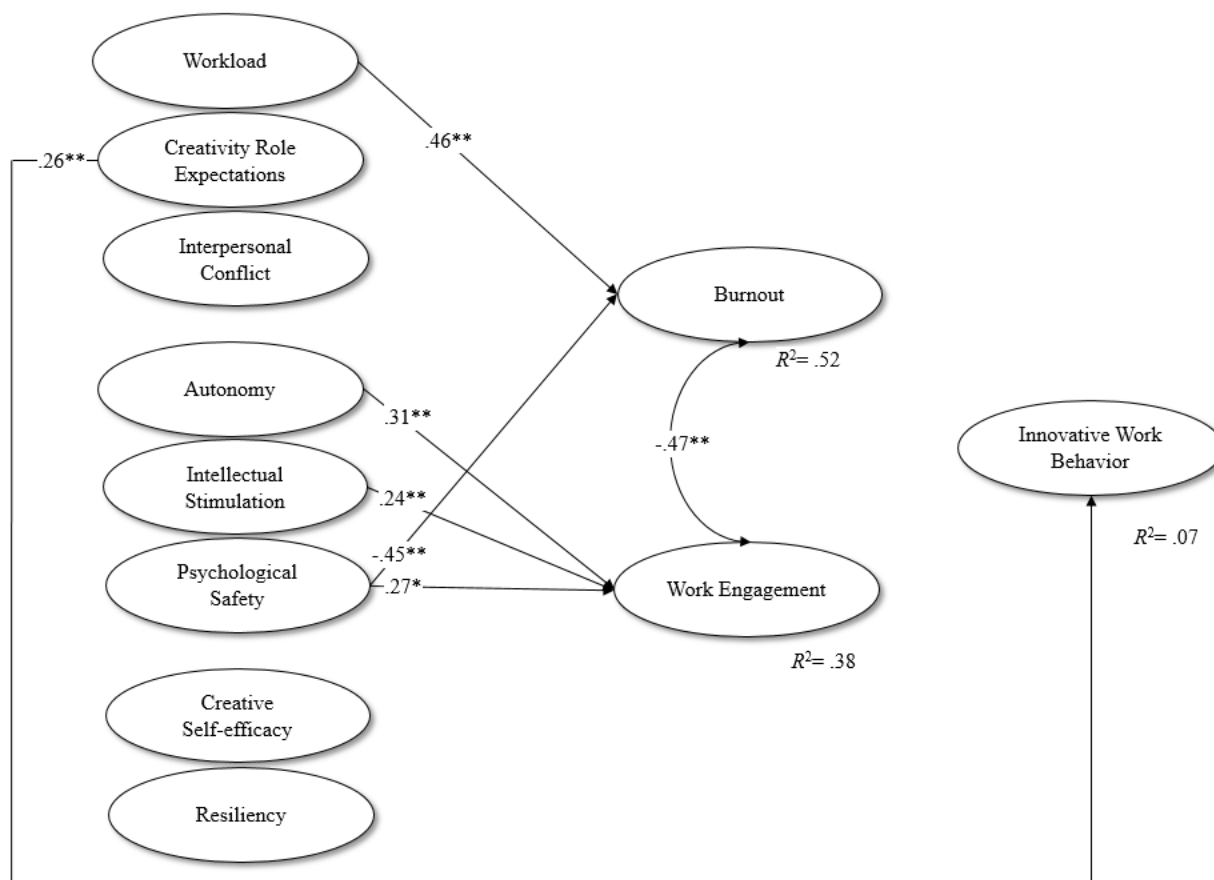 Workload
.46**
.26**
Creativity Role
Expectations
Interpersonal
Conflict
Burnout
R²= .52
Autonomy
.31**
-.47**
Innovative Work
Behavior
Intellectual
Stimulation
.24**
R²= .07
-.45**
Psychological
Safety
.27*
Work Engagement
R²= .38
Creative
Self-efficacy
Resiliency